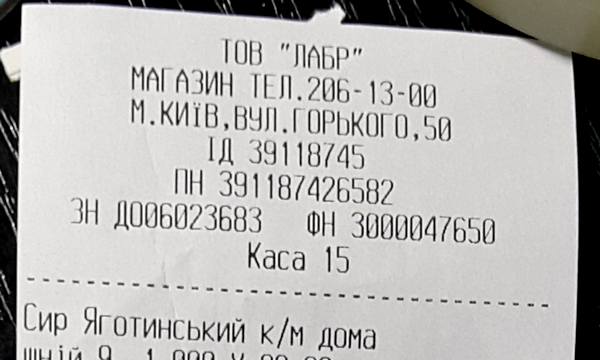 ТОВ "ЛАБР"
МАГАЗИН ТЕЛ.206-13-00
М.КИЇВ,ВУЛ.ГОРЬКОГО,50
ІД 39118745
ПН 391187426582
ЗН ДО06023683 ФН 3000047650
Каса 15
Сир Яготинський к/м дома